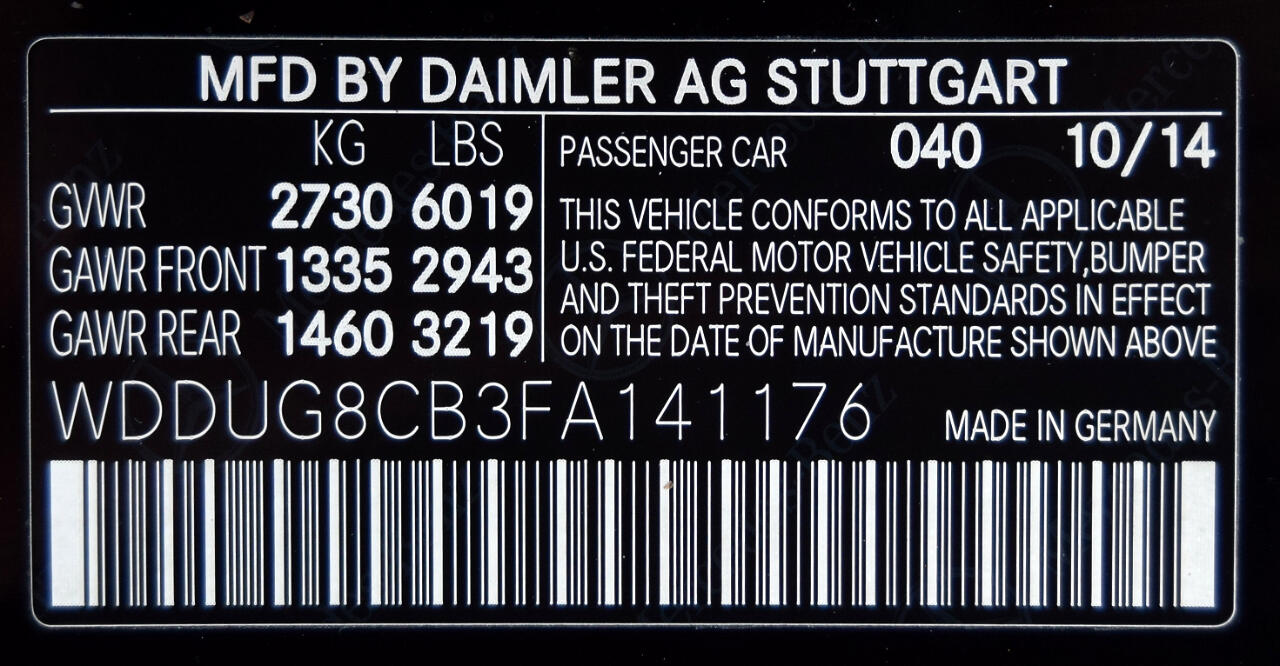 MFD BY DAIMLER AG STUTTGART
KG LBS
GVWR 2730 6019
GAWR FRONT 1335 2943
GAWR REAR 1460 3219
PASSENGER CAR 040 10/14
THIS VEHICLE CONFORMS TO ALL APPLICABLE
U.S. FEDERAL MOTOR VEHICLE SAFETY,BUMPER
AND THEFT PREVENTION STANDARDS IN EFFECT
ON THE DATE OF MANUFACTURE SHOWN ABOVE
WDDUG8CB3FA141176
MADE IN GERMANY